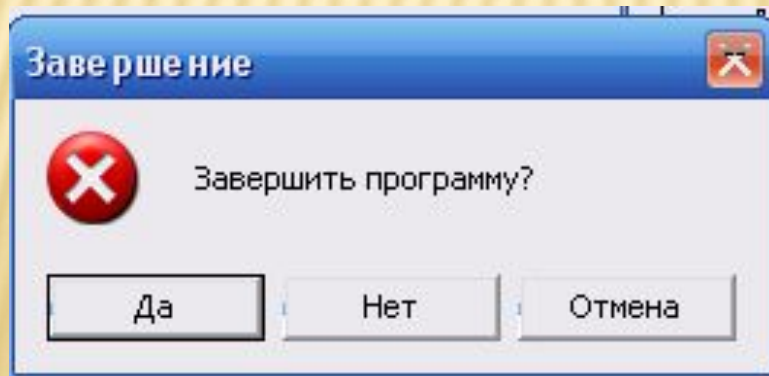 Завершение
Завершить программу?
Да
Нет
Отмена